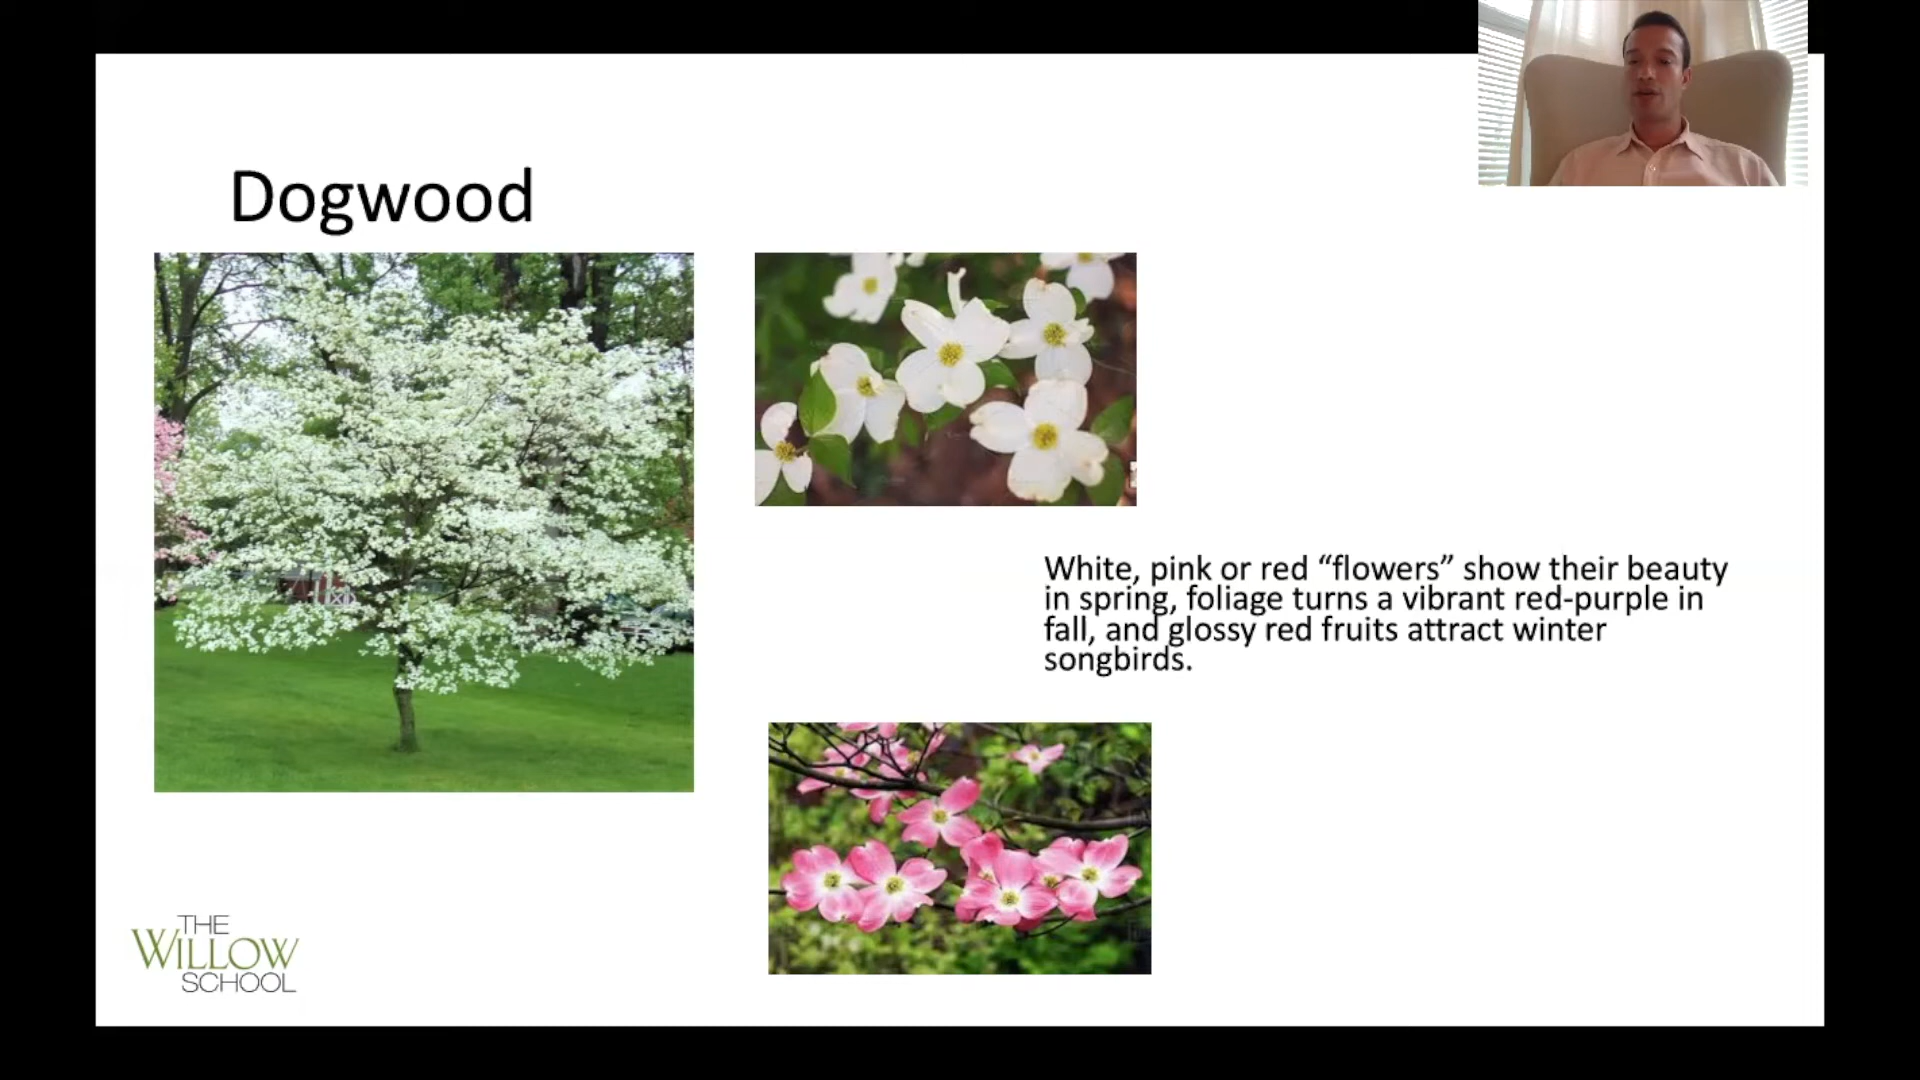 Dogwood
White, pink or red “flowers” show their beauty
in spring, foliage turns a vibrant red-purple in
fall, and glossy red fruits attract winter
songbirds.
THE
WILLOW
SCHOOL